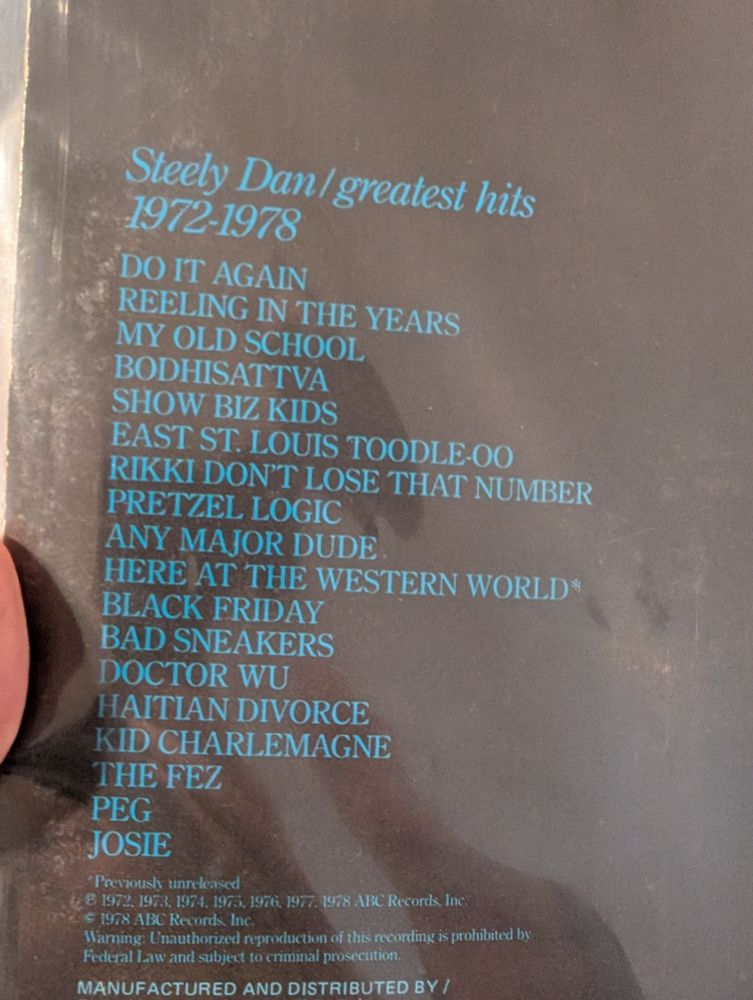 Steely Dan/greatest hits
1972-1978
DO IT AGAIN
REELING IN THE YEARS
MY OLD SCHOOL
BODHISATTVA
SHOW BIZ KIDS
EAST ST. LOUIS TOODLE-OO
RIKKI DON'T LOSE THAT NUMBER
PRETZEL LOGIC
ANY MAJOR DUDE
HERE AT THE WESTERN WORLD*
BLACK FRIDAY
BAD SNEAKERS
DOCTOR WU
HAITIAN DIVORCE
KID CHARLEMAGNE
THE FEZ
PEG
JOSIE
*Previously unreleased
℗ 1972, 1973, 1974, 1975, 1976, 1977, 1978 ABC Records, Inc.
© 1978 ABC Records, Inc.
Warning: Unauthorized reproduction of this recording is prohibited by
Federal Law and subject to criminal prosecution.
MANUFACTURED AND DISTRIBUTED BY /